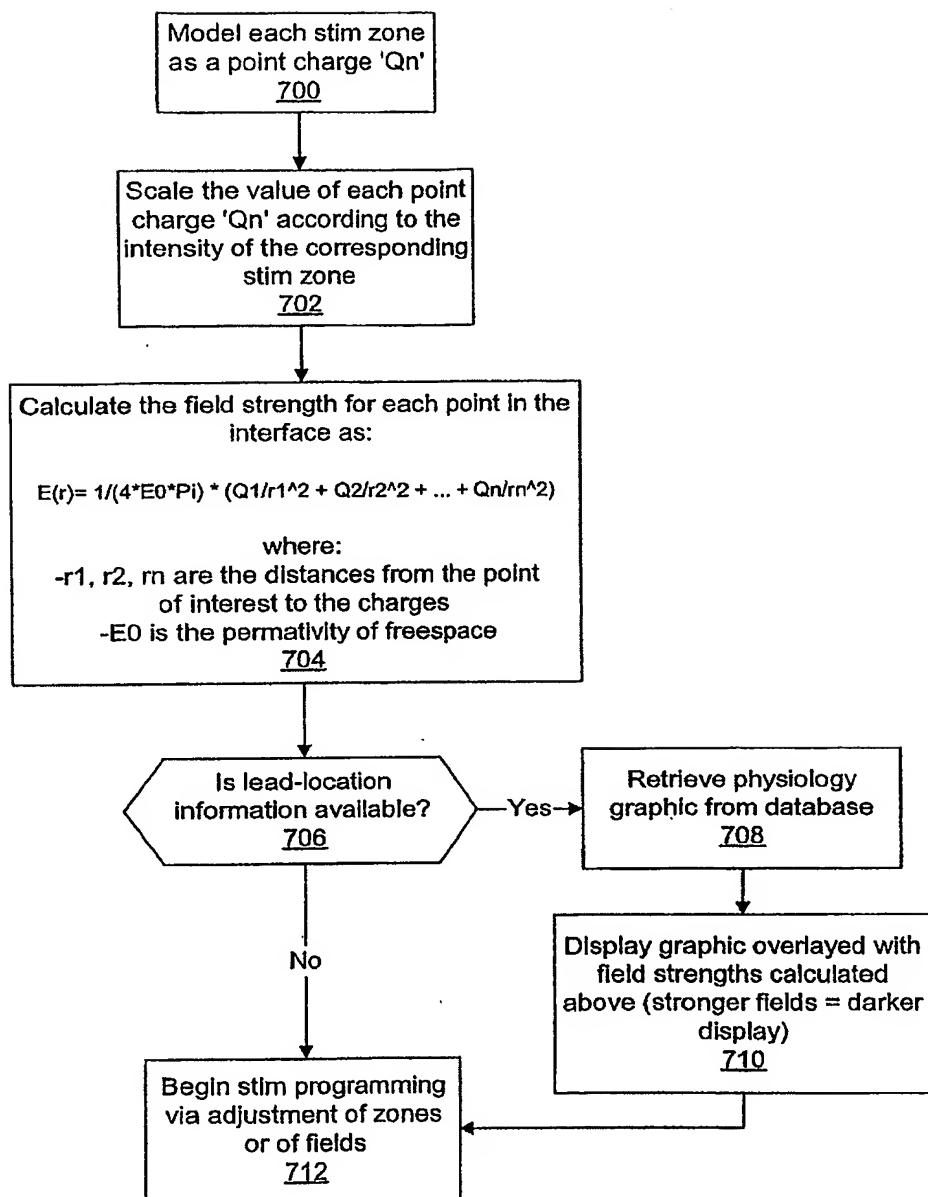 Model each stim zone
as a point charge 'Qn'
700
Scale the value of each point
charge 'Qn' according to the
intensity of the corresponding
stim zone
702
Calculate the field strength for each point in the
interface as:
E(r)= 1/(4*E0*Pi) * (Q1/r1^2 + Q2/r2^2 + ... + Qn/rn^2)
where:
-r1, r2, rn are the distances from the point
of interest to the charges
-E0 is the permativity of freespace
704
Is lead-location
information available?
706
Yes
Retrieve physiology
graphic from database
708
Display graphic overlayed with
field strengths calculated
above (stronger fields = darker
display)
710
No
Begin stim programming
via adjustment of zones
or of fields
712